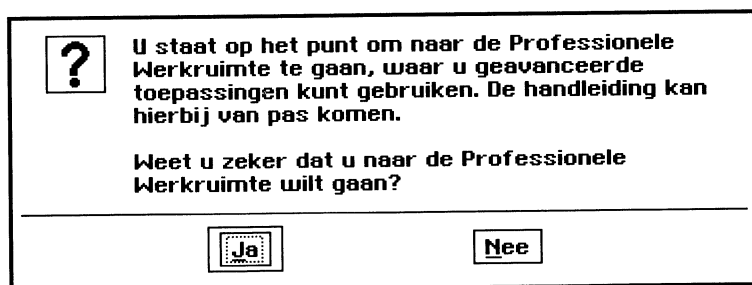 ?
U staat op het punt om naar de Professionele
Werkruimte te gaan, waar u geavanceerde
toepassingen kunt gebruiken. De handleiding kan
hierbij van pas komen.
Weet u zeker dat u naar de Professionele
Werkruimte wilt gaan?
Ja
Nee